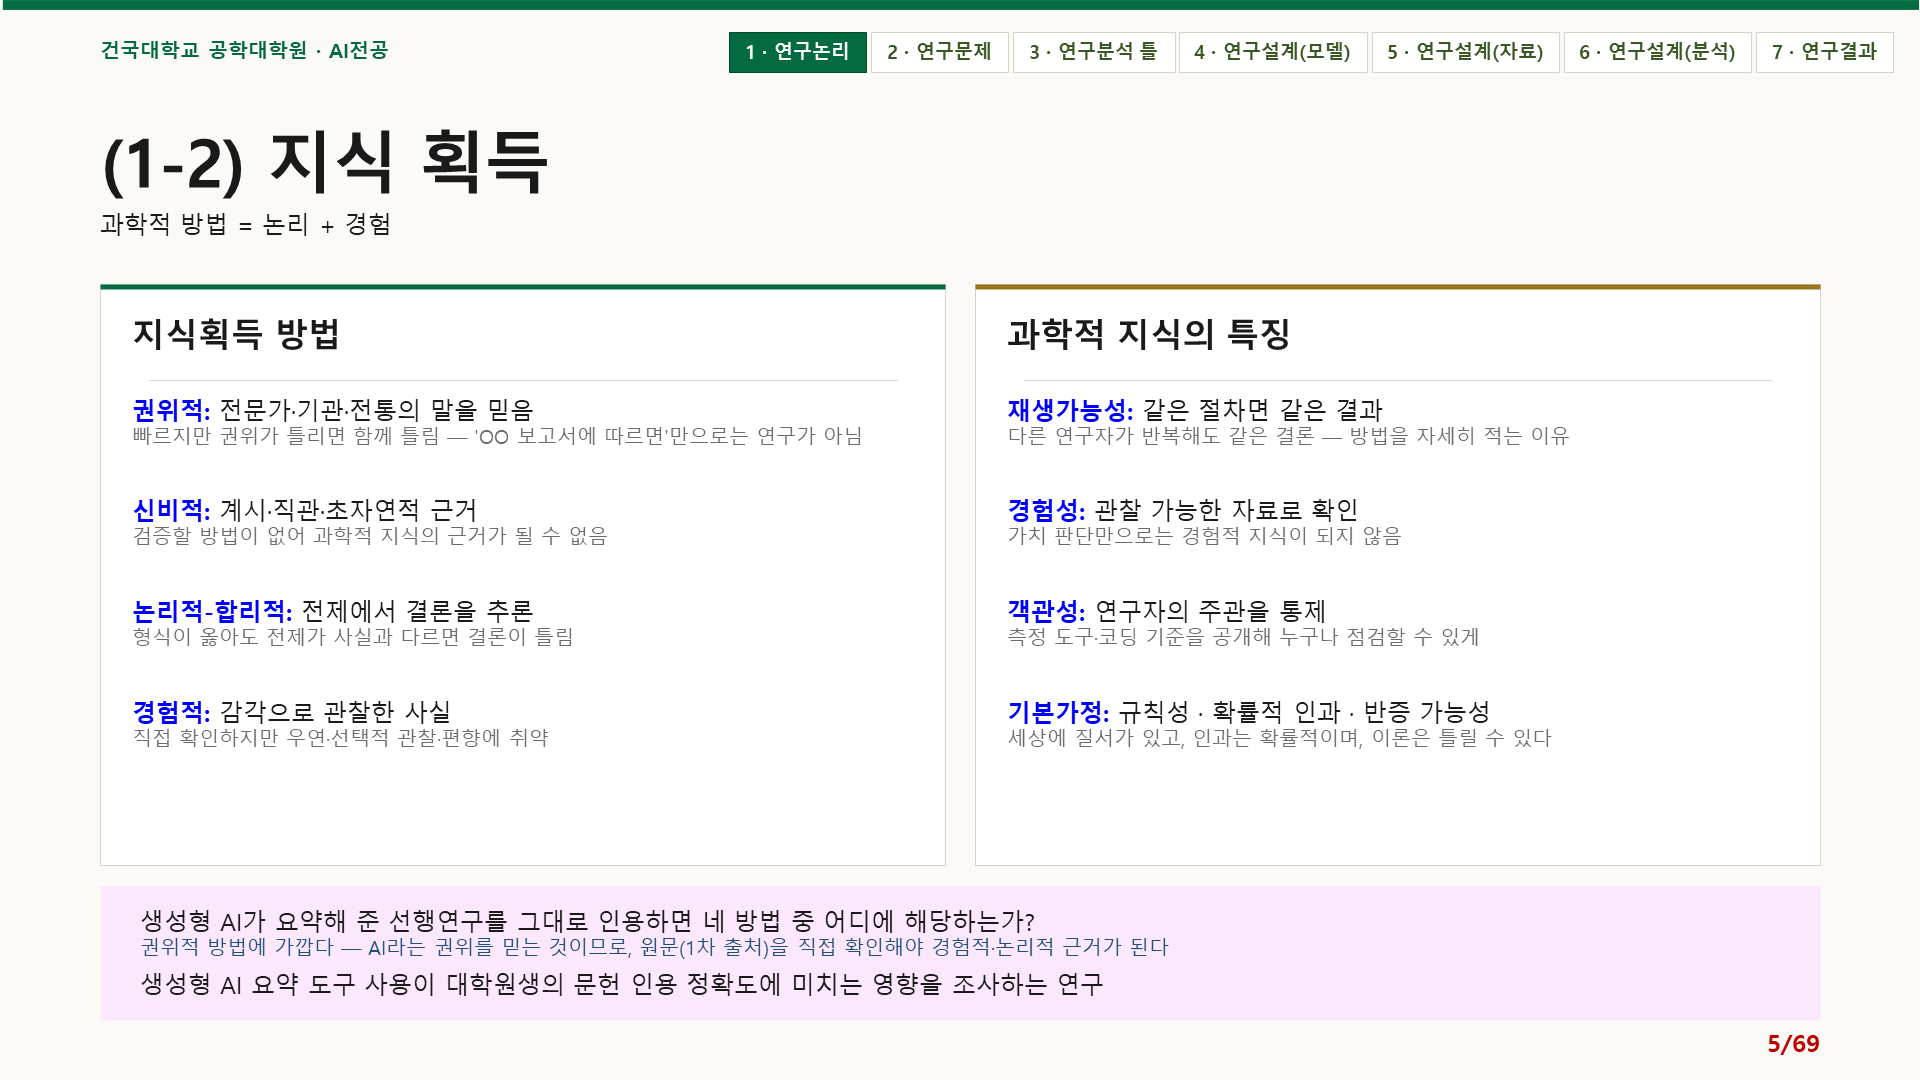 건국대학교 공학대학원 · AI전공
1 · 연구논리
2 · 연구문제
3 · 연구분석 틀
4 · 연구설계(모델)
5 · 연구설계(자료)
6 · 연구설계(분석)
7 · 연구결과
(1-2) 지식 획득
과학적 방법 = 논리 + 경험
지식획득 방법
권위적: 전문가·기관·전통의 말을 믿음
빠르지만 권위가 틀리면 함께 틀림 — 'OO 보고서에 따르면'만으로는 연구가 아님
신비적: 계시·직관·초자연적 근거
검증할 방법이 없어 과학적 지식의 근거가 될 수 없음
논리적-합리적: 전제에서 결론을 추론
형식이 옳아도 전제가 사실과 다르면 결론이 틀림
경험적: 감각으로 관찰한 사실
직접 확인하지만 우연·선택적 관찰·편향에 취약
과학적 지식의 특징
재생가능성: 같은 절차면 같은 결과
다른 연구자가 반복해도 같은 결론 — 방법을 자세히 적는 이유
경험성: 관찰 가능한 자료로 확인
가치 판단만으로는 경험적 지식이 되지 않음
객관성: 연구자의 주관을 통제
측정 도구·코딩 기준을 공개해 누구나 점검할 수 있게
기본가정: 규칙성 · 확률적 인과 · 반증 가능성
세상에 질서가 있고, 인과는 확률적이며, 이론은 틀릴 수 있다
생성형 AI가 요약해 준 선행연구를 그대로 인용하면 네 방법 중 어디에 해당하는가?
권위적 방법에 가깝다 — AI라는 권위를 믿는 것이므로, 원문(1차 출처)을 직접 확인해야 경험적·논리적 근거가 된다
생성형 AI 요약 도구 사용이 대학원생의 문헌 인용 정확도에 미치는 영향을 조사하는 연구
5/69